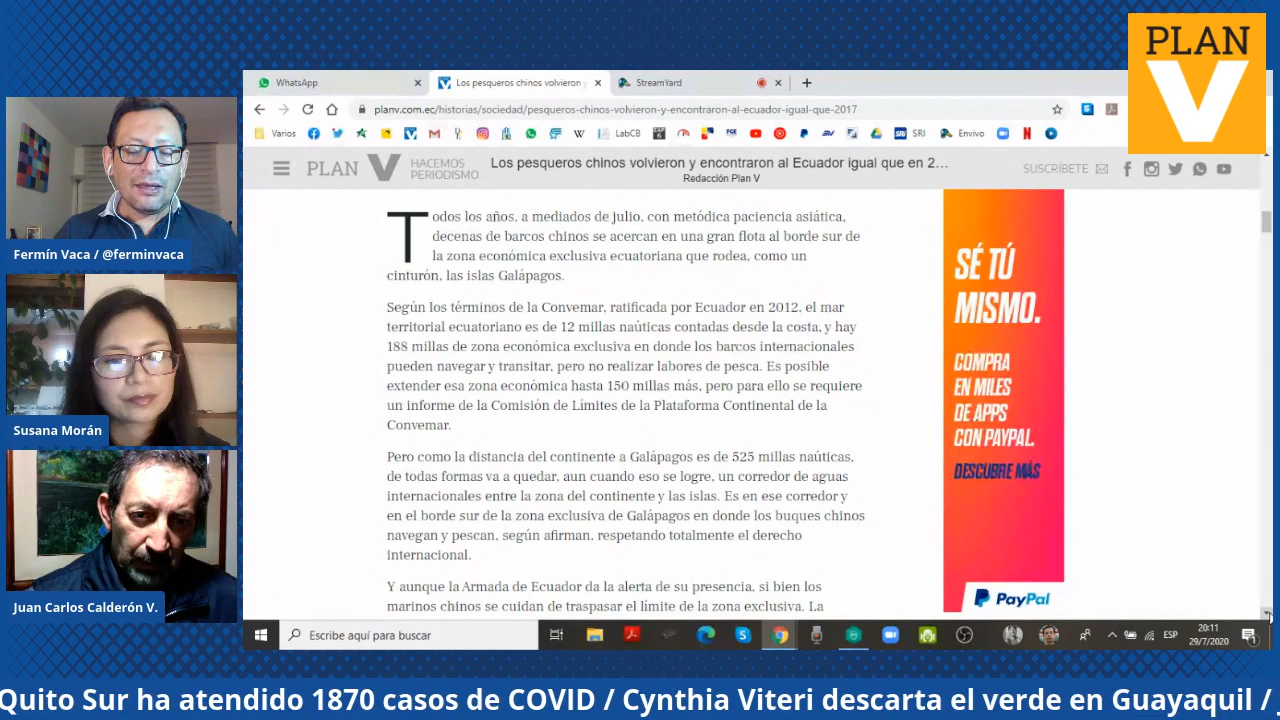 PLAN
V
WhatsApp
Los pesqueros chinos volvieron y
StreamYard
planv.com.ec/historias/sociedad/pesqueros-chinos-volvieron-y-encontraron-al-ecuador-igual-que-2017
Varios
LabCB
SRI
Envivo
PLAN V HACEMOS PERIODISMO
Los pesqueros chinos volvieron y encontraron al Ecuador igual que en 2...
Redacción Plan V
SUSCRÍBETE
Todos los años, a mediados de julio, con metódica paciencia asiática,
decenas de barcos chinos se acercan en una gran flota al borde sur de
la zona económica exclusiva ecuatoriana que rodea, como un
cinturón, las islas Galápagos.
Según los términos de la Convemar, ratificada por Ecuador en 2012, el mar
territorial ecuatoriano es de 12 millas naúticas contadas desde la costa, y hay
188 millas de zona económica exclusiva en donde los barcos internacionales
pueden navegar y transitar, pero no realizar labores de pesca. Es posible
extender esa zona económica hasta 150 millas más, pero para ello se requiere
un informe de la Comisión de Límites de la Plataforma Continental de la
Convemar.
Pero como la distancia del continente a Galápagos es de 525 millas naúticas,
de todas formas va a quedar, aun cuando eso se logre, un corredor de aguas
internacionales entre la zona del continente y las islas. Es en ese corredor y
en el borde sur de la zona exclusiva de Galápagos en donde los buques chinos
navegan y pescan, según afirman, respetando totalmente el derecho
internacional.
Y aunque la Armada de Ecuador da la alerta de su presencia, si bien los
marinos chinos se cuidan de traspasar el límite de la zona exclusiva. La
SÉ TÚ
MISMO.
COMPRA
EN MILES
DE APPS
CON PAYPAL.
DESCUBRE MÁS
PayPal
Fermín Vaca / @ferminvaca
Susana Morán
Juan Carlos Calderón V.
Escribe aquí para buscar
ESP
20:11
29/7/2020
Quito Sur ha atendido 1870 casos de COVID / Cynthia Viteri descarta el verde en Guayaquil /